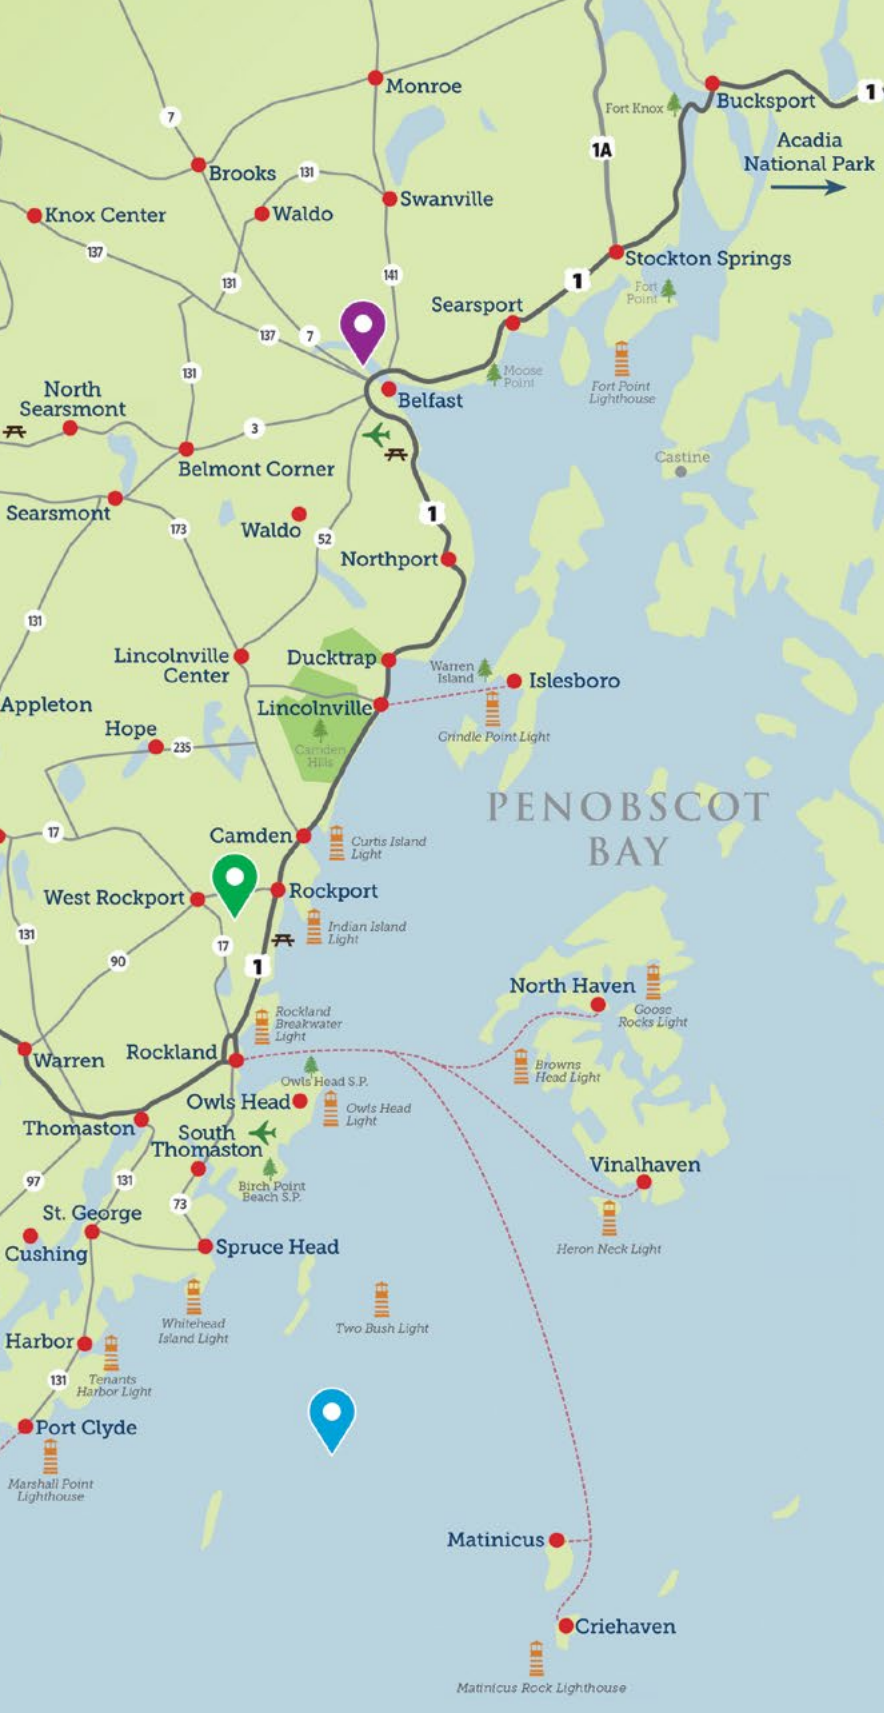 Monroe
Bucksport
1
Fort Knox
7
1A
Acadia
National Park
Brooks
131
Swanville
Knox Center
Waldo
137
Stockton Springs
141
131
1
Fort
Point
Searsport
137
7
Moose
Point
131
Fort Point
Lighthouse
North
Searsmont
Belfast
3
Castine
Belmont Corner
Searsmont
1
Waldo
173
52
Northport
131
Lincolnville
Center
Ducktrap
Warren
Island
Islesboro
Appleton
Lincolnville
Hope
235
Grindle Point Light
Camden
Hills
PENOBSCOT
BAY
17
Camden
Curtis Island
Light
West Rockport
Rockport
131
17
Indian Island
Light
90
1
North Haven
Goose
Rocks Light
Rockland
Breakwater
Light
Warren
Rockland
Browns
Head Light
Owls Head S.P.
Owls Head
Owls Head
Light
Thomaston
South
Thomaston
Vinalhaven
97
131
Birch Point
Beach S.P.
73
St. George
Cushing
Spruce Head
Heron Neck Light
Whitehead
Island Light
Two Bush Light
Harbor
Tenants
Harbor Light
131
Port Clyde
Marshall Point
Lighthouse
Matinicus
Criehaven
Matinicus Rock Lighthouse